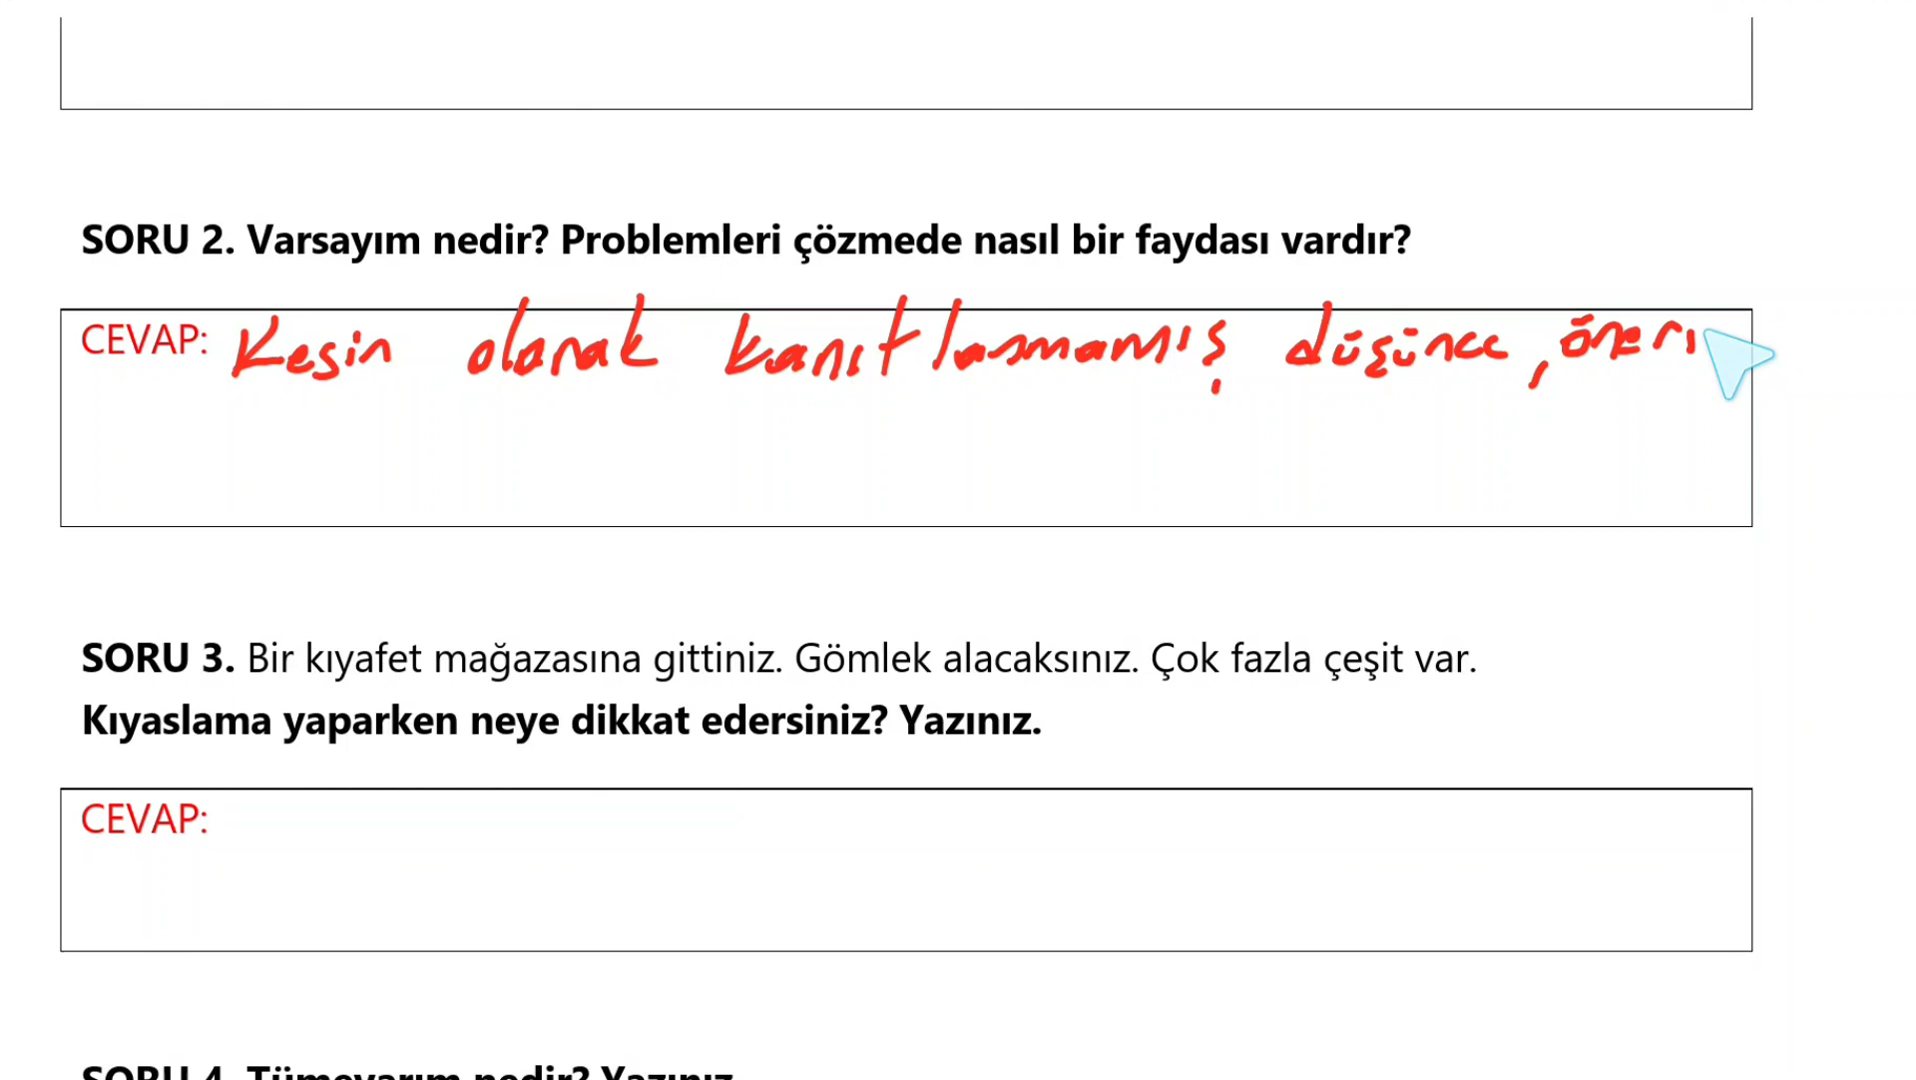 SORU 2. Varsayım nedir? Problemleri çözmede nasıl bir faydası vardır?
CEVAP: Kesin olarak kanıtlanmamış düşünce, öneri
SORU 3. Bir kıyafet mağazasına gittiniz. Gömlek alacaksınız. Çok fazla çeşit var.
Kıyaslama yaparken neye dikkat edersiniz? Yazınız.
CEVAP:
SORU 4. Tümevarım nedir? Yazınız.